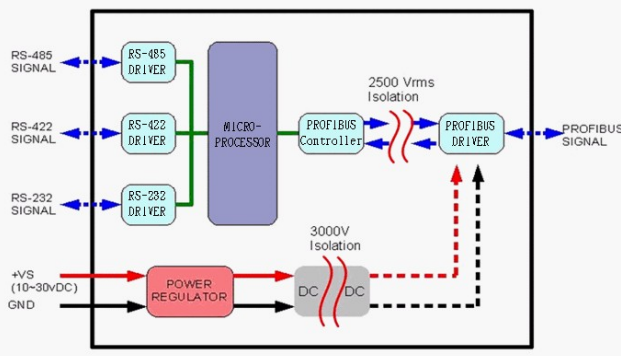 RS-485
SIGNAL
RS-485
DRIVER
RS-422
SIGNAL
RS-422
DRIVER
RS-232
SIGNAL
RS-232
DRIVER
MICRO-
PROCESSOR
PROFIBUS
Controller
2500 Vrms
Isolation
PROFIBUS
DRIVER
PROFIBUS
SIGNAL
3000V
Isolation
+VS
(10~30vDC)
GND
POWER
REGULATOR
DC DC